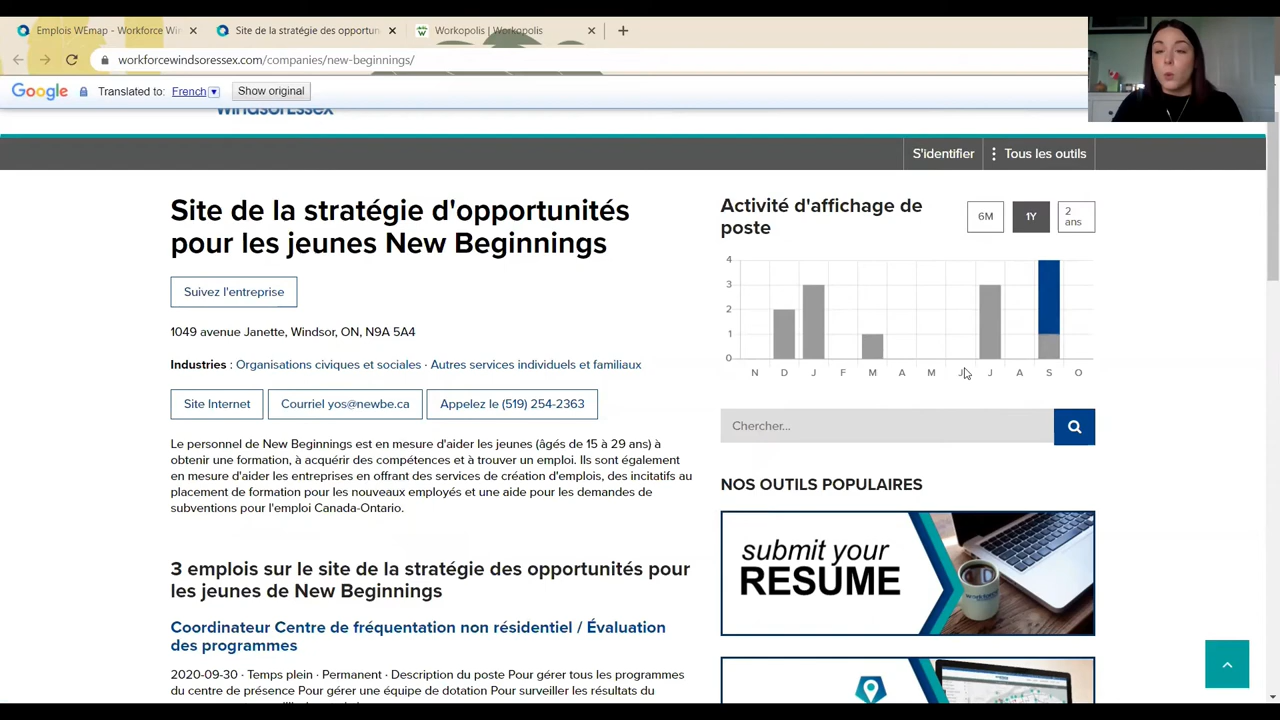 Emplois WEmap - Workforce Wi
Site de la stratégie des opportun
Workopolis | Workopolis
workforcewindsoressex.com/companies/new-beginnings/
Google Translated to: French Show original
windsoressex
S'identifier
Tous les outils
Site de la stratégie d'opportunités
pour les jeunes New Beginnings
Suivez l'entreprise
1049 avenue Janette, Windsor, ON, N9A 5A4
Industries : Organisations civiques et sociales · Autres services individuels et familiaux
Site Internet
Courriel yos@newbe.ca
Appelez le (519) 254-2363
Le personnel de New Beginnings est en mesure d'aider les jeunes (âgés de 15 à 29 ans) à
obtenir une formation, à acquérir des compétences et à trouver un emploi. Ils sont également
en mesure d'aider les entreprises en offrant des services de création d'emplois, des incitatifs au
placement de formation pour les nouveaux employés et une aide pour les demandes de
subventions pour l'emploi Canada-Ontario.
3 emplois sur le site de la stratégie des opportunités pour
les jeunes de New Beginnings
Coordinateur Centre de fréquentation non résidentiel / Évaluation
des programmes
2020-09-30 · Temps plein · Permanent · Description du poste Pour gérer tous les programmes
du centre de présence Pour gérer une équipe de dotation Pour surveiller les résultats du
Activité d'affichage de
poste
6M
1Y
2
ans
4
3
2
1
0
N D J F M A M J J A S O
Chercher...
NOS OUTILS POPULAIRES
submit your
RESUME